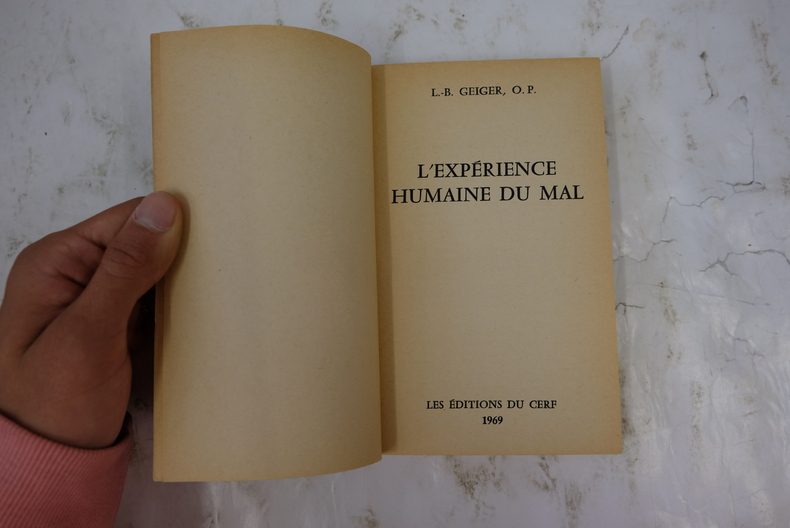 L.-B. GEIGER, O. P.
L'EXPÉRIENCE
HUMAINE DU MAL
LES ÉDITIONS DU CERF
1969